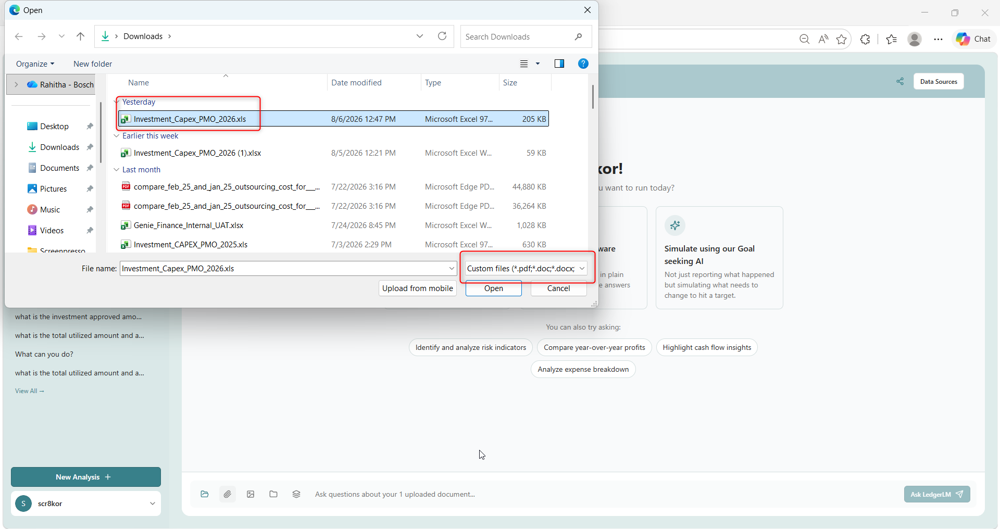 Open
Downloads
Search Downloads
Chat
Organize
New folder
Data Sources
Rahitha - Bosch
Name
Date modified
Type
Size
Yesterday
Investment_Capex_PMO_2026.xls 8/6/2026 12:47 PM Microsoft Excel 97... 205 KB
Earlier this week
Investment_Capex_PMO_2026 (1).xlsx 8/5/2026 12:21 PM Microsoft Excel W... 59 KB
Last month
compare_feb_25_and_jan_25_outsourcing_cost_for__... 7/22/2026 3:16 PM Microsoft Edge PD... 44,880 KB
compare_feb_25_and_jan_25_outsourcing_cost_for__... 7/22/2026 3:16 PM Microsoft Edge PD... 36,264 KB
Genie_Finance_Internal_UAT.xlsx 7/24/2026 8:45 PM Microsoft Excel W... 1,028 KB
Investment_CAPEX_PMO_2025.xls 7/3/2026 2:29 PM Microsoft Excel 97... 630 KB
Desktop
Downloads
Documents
Pictures
Music
Videos
Screenpresso
File name: Investment_Capex_PMO_2026.xls
Custom files (*.pdf;*.doc;*.docx;
Upload from mobile
Open
Cancel
kor!
u want to run today?
ware
in plain
e answers
Simulate using our Goal
seeking AI
Not just reporting what happened
but simulating what needs to
change to hit a target.
what is the investment approved amo...
what is the total utilized amount and a...
What can you do?
what is the total utilized amount and a...
View All →
You can also try asking:
Identify and analyze risk indicators
Compare year-over-year profits
Highlight cash flow insights
Analyze expense breakdown
New Analysis +
S
scr8kor
Ask questions about your 1 uploaded document...
Ask LedgerLM